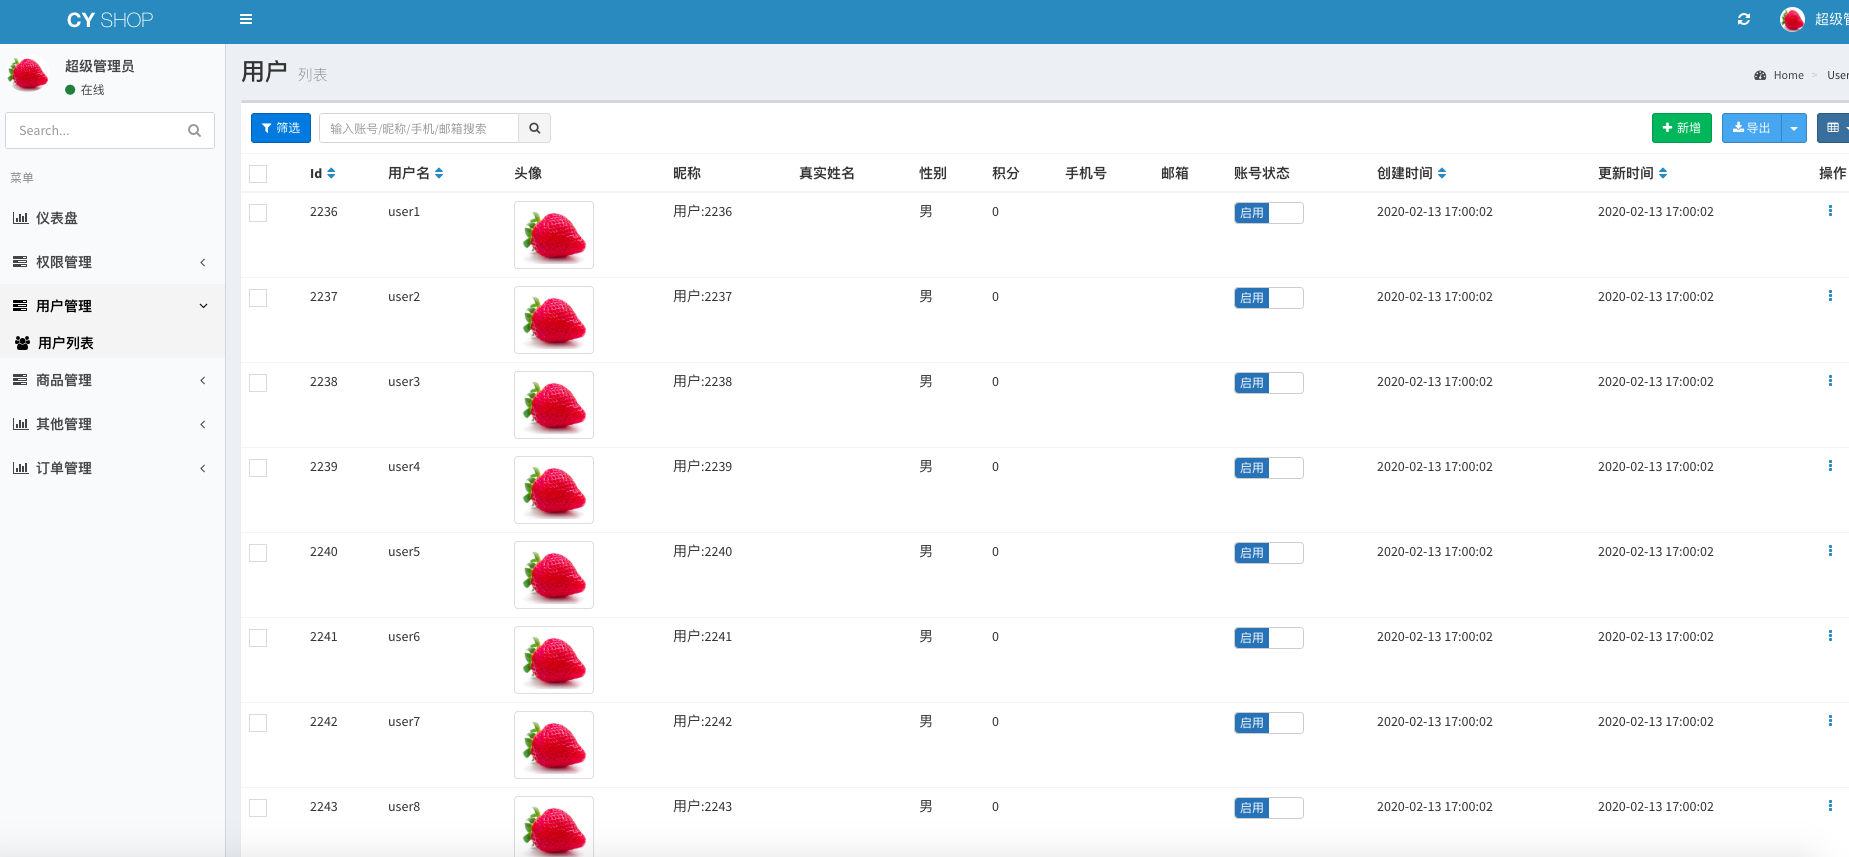 CY SHOP
超级管
超级管理员
在线
Search...
菜单
仪表盘
权限管理
用户管理
用户列表
商品管理
其他管理
订单管理
用户 列表
Home > User
筛选 输入账号/昵称/手机/邮箱搜索 新增 导出
Id 用户名 头像 昵称 真实姓名 性别 积分 手机号 邮箱 账号状态 创建时间 更新时间 操作
2236 user1 用户:2236 男 0 启用 2020-02-13 17:00:02 2020-02-13 17:00:02
2237 user2 用户:2237 男 0 启用 2020-02-13 17:00:02 2020-02-13 17:00:02
2238 user3 用户:2238 男 0 启用 2020-02-13 17:00:02 2020-02-13 17:00:02
2239 user4 用户:2239 男 0 启用 2020-02-13 17:00:02 2020-02-13 17:00:02
2240 user5 用户:2240 男 0 启用 2020-02-13 17:00:02 2020-02-13 17:00:02
2241 user6 用户:2241 男 0 启用 2020-02-13 17:00:02 2020-02-13 17:00:02
2242 user7 用户:2242 男 0 启用 2020-02-13 17:00:02 2020-02-13 17:00:02
2243 user8 用户:2243 男 0 启用 2020-02-13 17:00:02 2020-02-13 17:00:02